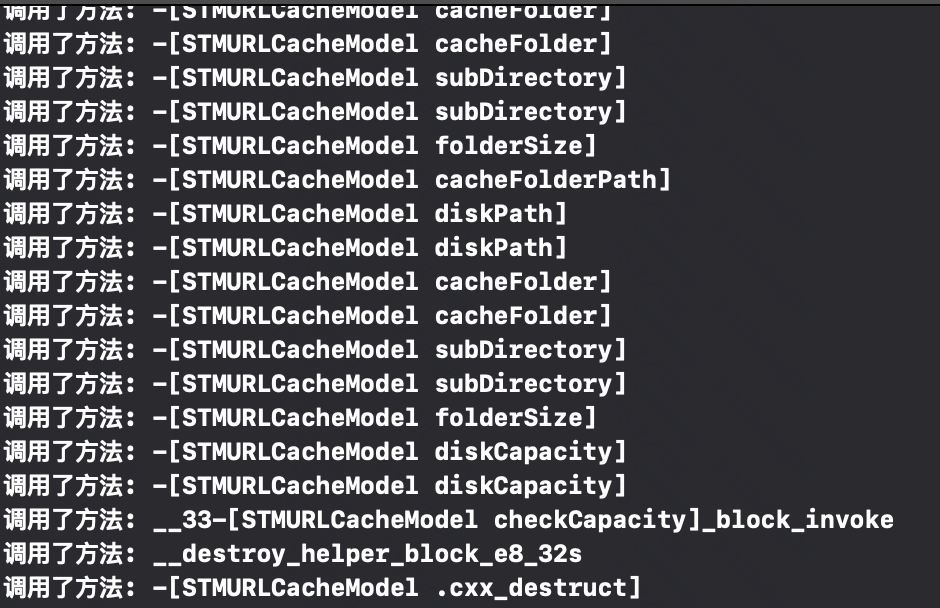 调用了方法: -[STMURLCacheModel cacheFolder]
调用了方法: -[STMURLCacheModel cacheFolder]
调用了方法: -[STMURLCacheModel subDirectory]
调用了方法: -[STMURLCacheModel subDirectory]
调用了方法: -[STMURLCacheModel folderSize]
调用了方法: -[STMURLCacheModel cacheFolderPath]
调用了方法: -[STMURLCacheModel diskPath]
调用了方法: -[STMURLCacheModel diskPath]
调用了方法: -[STMURLCacheModel cacheFolder]
调用了方法: -[STMURLCacheModel cacheFolder]
调用了方法: -[STMURLCacheModel subDirectory]
调用了方法: -[STMURLCacheModel subDirectory]
调用了方法: -[STMURLCacheModel folderSize]
调用了方法: -[STMURLCacheModel diskCapacity]
调用了方法: -[STMURLCacheModel diskCapacity]
调用了方法: __33-[STMURLCacheModel checkCapacity]_block_invoke
调用了方法: __destroy_helper_block_e8_32s
调用了方法: -[STMURLCacheModel .cxx_destruct]